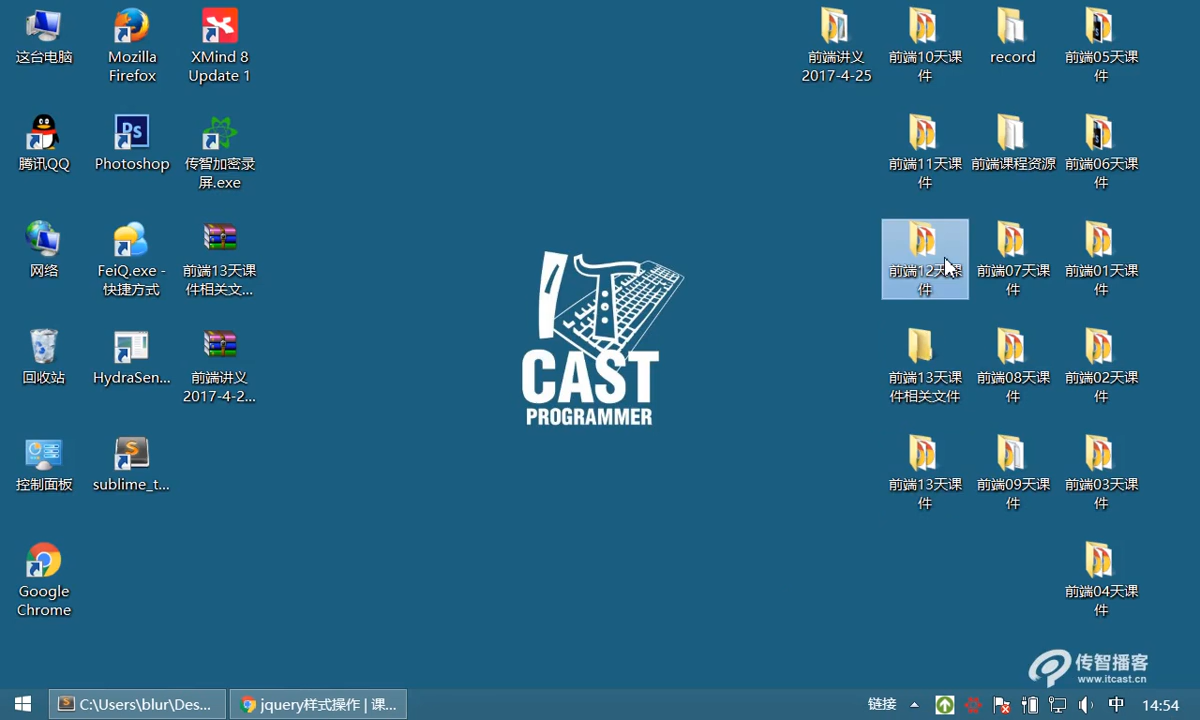 这台电脑
Mozilla
Firefox
XMind 8
Update 1
腾讯QQ
Photoshop
传智加密录
屏.exe
网络
FeiQ.exe -
快捷方式
前端13天课
件相关文...
回收站
HydraSen...
前端讲义
2017-4-2...
控制面板
sublime_t...
Google
Chrome
IT
CAST
PROGRAMMER
前端讲义
2017-4-25
前端10天课
件
record
前端05天课
件
前端11天课
件
前端课程资源
前端06天课
件
前端12天课
件
前端07天课
件
前端01天课
件
前端13天课
件相关文件
前端08天课
件
前端02天课
件
前端13天课
件
前端09天课
件
前端03天课
件
前端04天课
件
传智播客
www.itcast.cn
C:\Users\blur\Des...
jquery样式操作 | 课...
链接
中
14:54